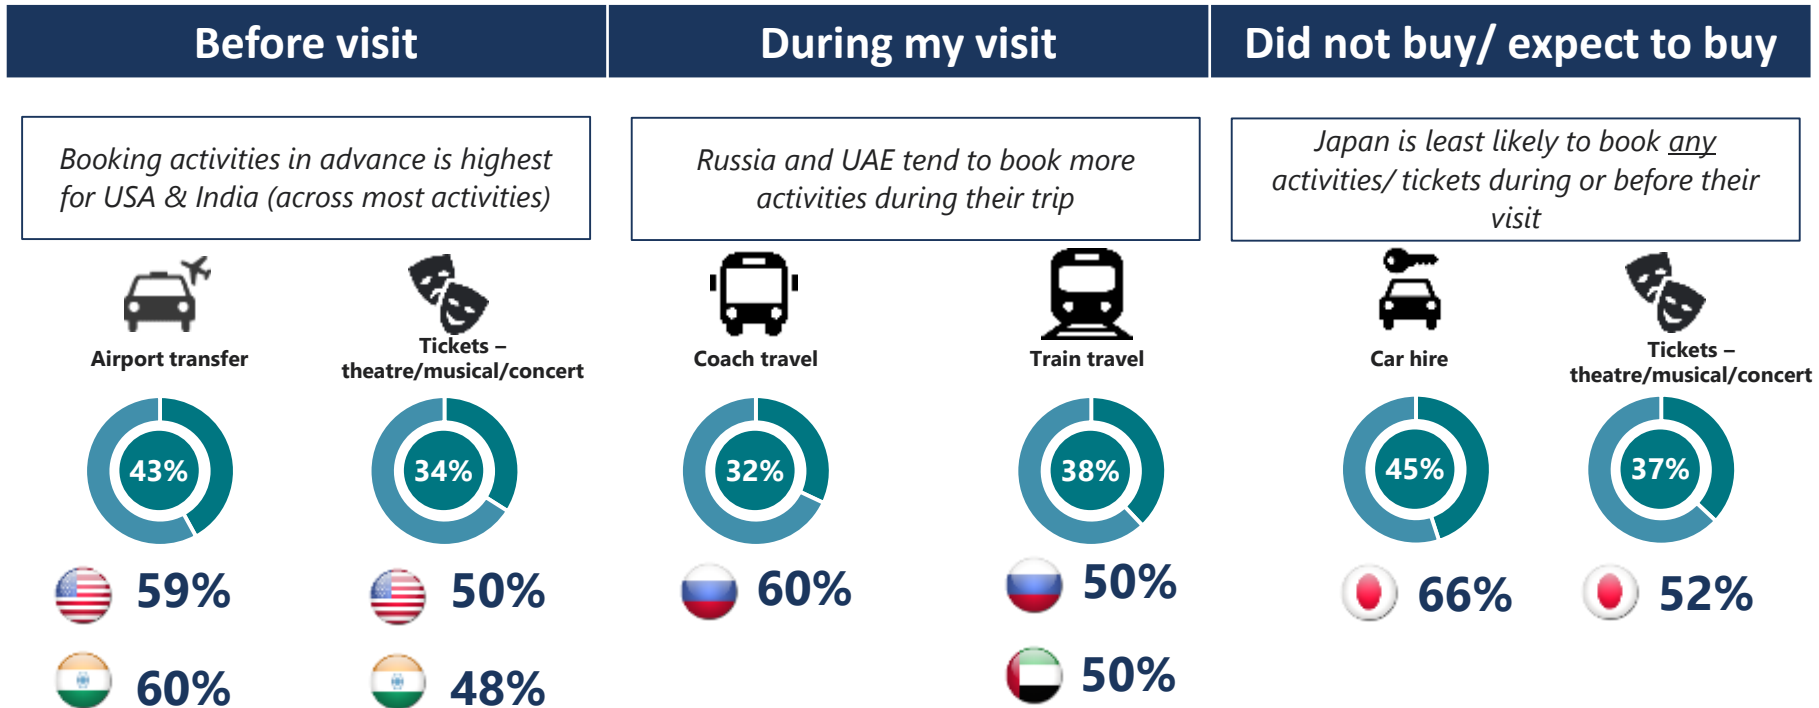 Before visit
During my visit
Did not buy/ expect to buy
Booking activities in advance is highest
for USA & India (across most activities)
Russia and UAE tend to book more
activities during their trip
Japan is least likely to book any
activities/ tickets during or before their
visit
Airport transfer
Tickets –
theatre/musical/concert
Coach travel
Train travel
Car hire
Tickets –
theatre/musical/concert
43%
34%
32%
38%
45%
37%
59%
50%
60%
50%
66%
52%
60%
48%
50%